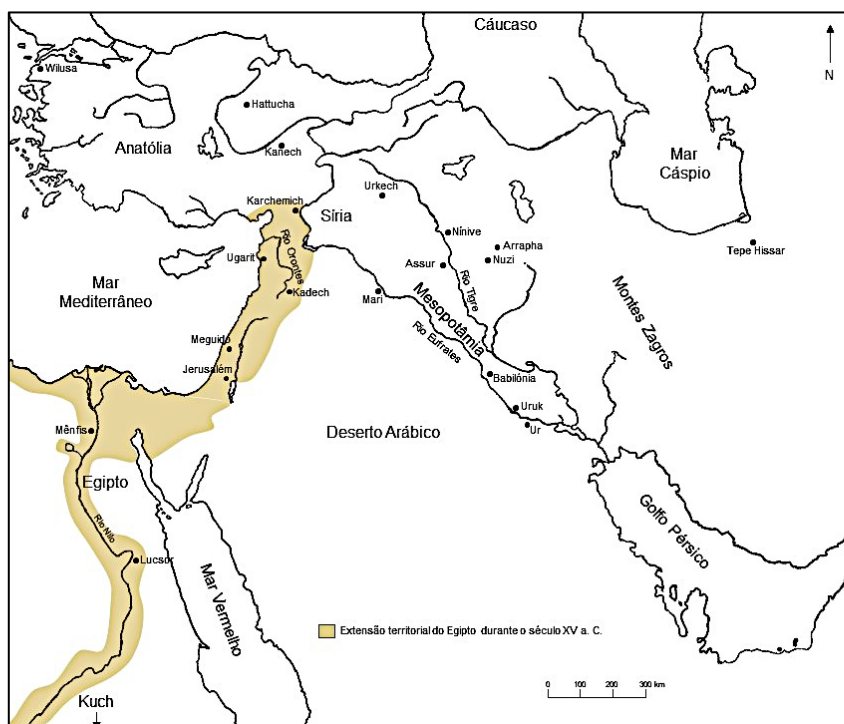 Cáucaso
N
Wilusa
Hattucha
Anatólia
Kanech
Mar
Cáspio
Urkech
Karchemich
Síria
Nínive
Arrapha
Tepe Hissar
Ugarit
Rio Orontes
Assur
Nuzi
Mar
Mediterrâneo
Kadech
Mari
Rio Tigre
Mesopotâmia
Rio Eufrates
Montes Zagros
Meguido
Jerusalém
Babilónia
Uruk
Ur
Mênfis
Deserto Arábico
Egipto
Rio Nilo
Golfo Pérsico
Lucsor
Mar Vermelho
Extensão territorial do Egipto durante o século XV a. C.
Kuch
0 100 200 300 km